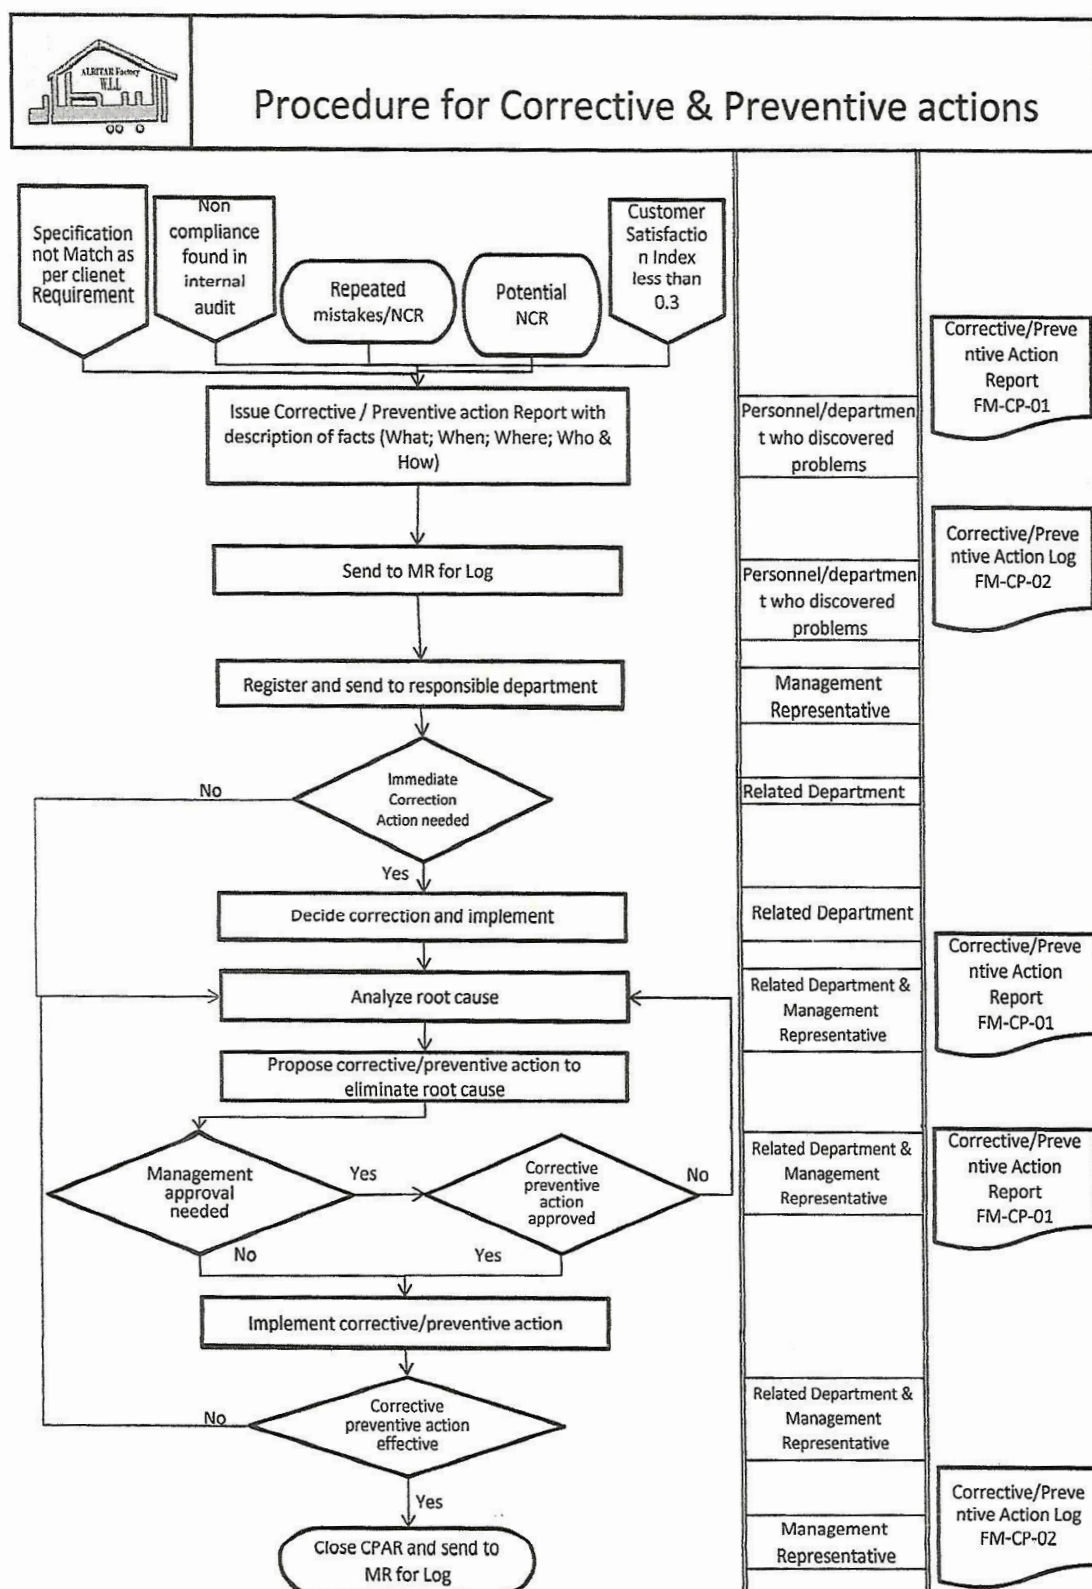 ALBITAR Factory
W.L.L
Procedure for Corrective & Preventive actions
Specification
not Match as
per clienet
Requirement
Non
compliance
found in
internal
audit
Repeated
mistakes/NCR
Potential
NCR
Customer
Satisfactio
n Index
less than
0.3
Corrective/Preve
ntive Action
Report
FM-CP-01
Issue Corrective / Preventive action Report with
description of facts (What; When; Where; Who &
How)
Personnel/departmen
t who discovered
problems
Corrective/Preve
ntive Action Log
FM-CP-02
Send to MR for Log
Personnel/departmen
t who discovered
problems
Register and send to responsible department
Management
Representative
Immediate
Correction
Action needed
No
Yes
Related Department
Decide correction and implement
Related Department
Analyze root cause
Related Department &
Management
Representative
Corrective/Preve
ntive Action
Report
FM-CP-01
Propose corrective/preventive action to
eliminate root cause
Management
approval
needed
Yes
No
Corrective
preventive
action
approved
No
Yes
Related Department &
Management
Representative
Corrective/Preve
ntive Action
Report
FM-CP-01
Implement corrective/preventive action
Corrective
preventive action
effective
No
Yes
Related Department &
Management
Representative
Close CPAR and send to
MR for Log
Management
Representative
Corrective/Preve
ntive Action Log
FM-CP-02